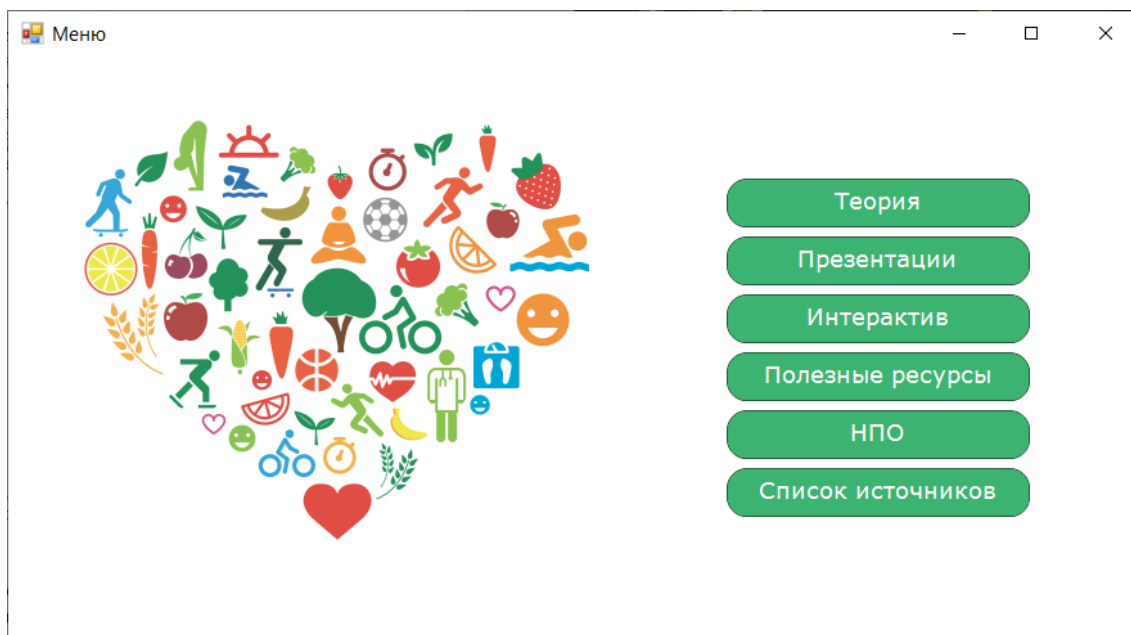 Меню
Теория
Презентации
Интерактив
Полезные ресурсы
НПО
Список источников